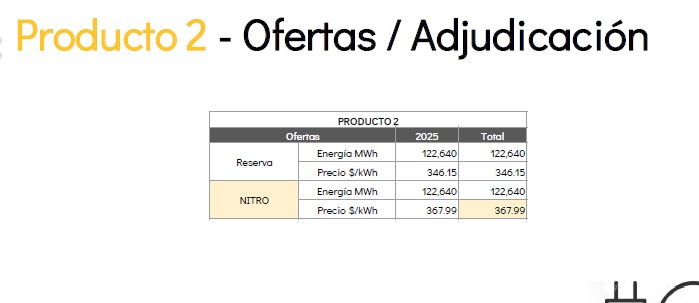 Producto 2 - Ofertas / Adjudicación
PRODUCTO 2
Ofertas 2025 Total
Reserva Energía MWh 122,640 122,640
Precio $/kWh 346.15 346.15
NITRO Energía MWh 122,640 122,640
Precio $/kWh 367.99 367.99